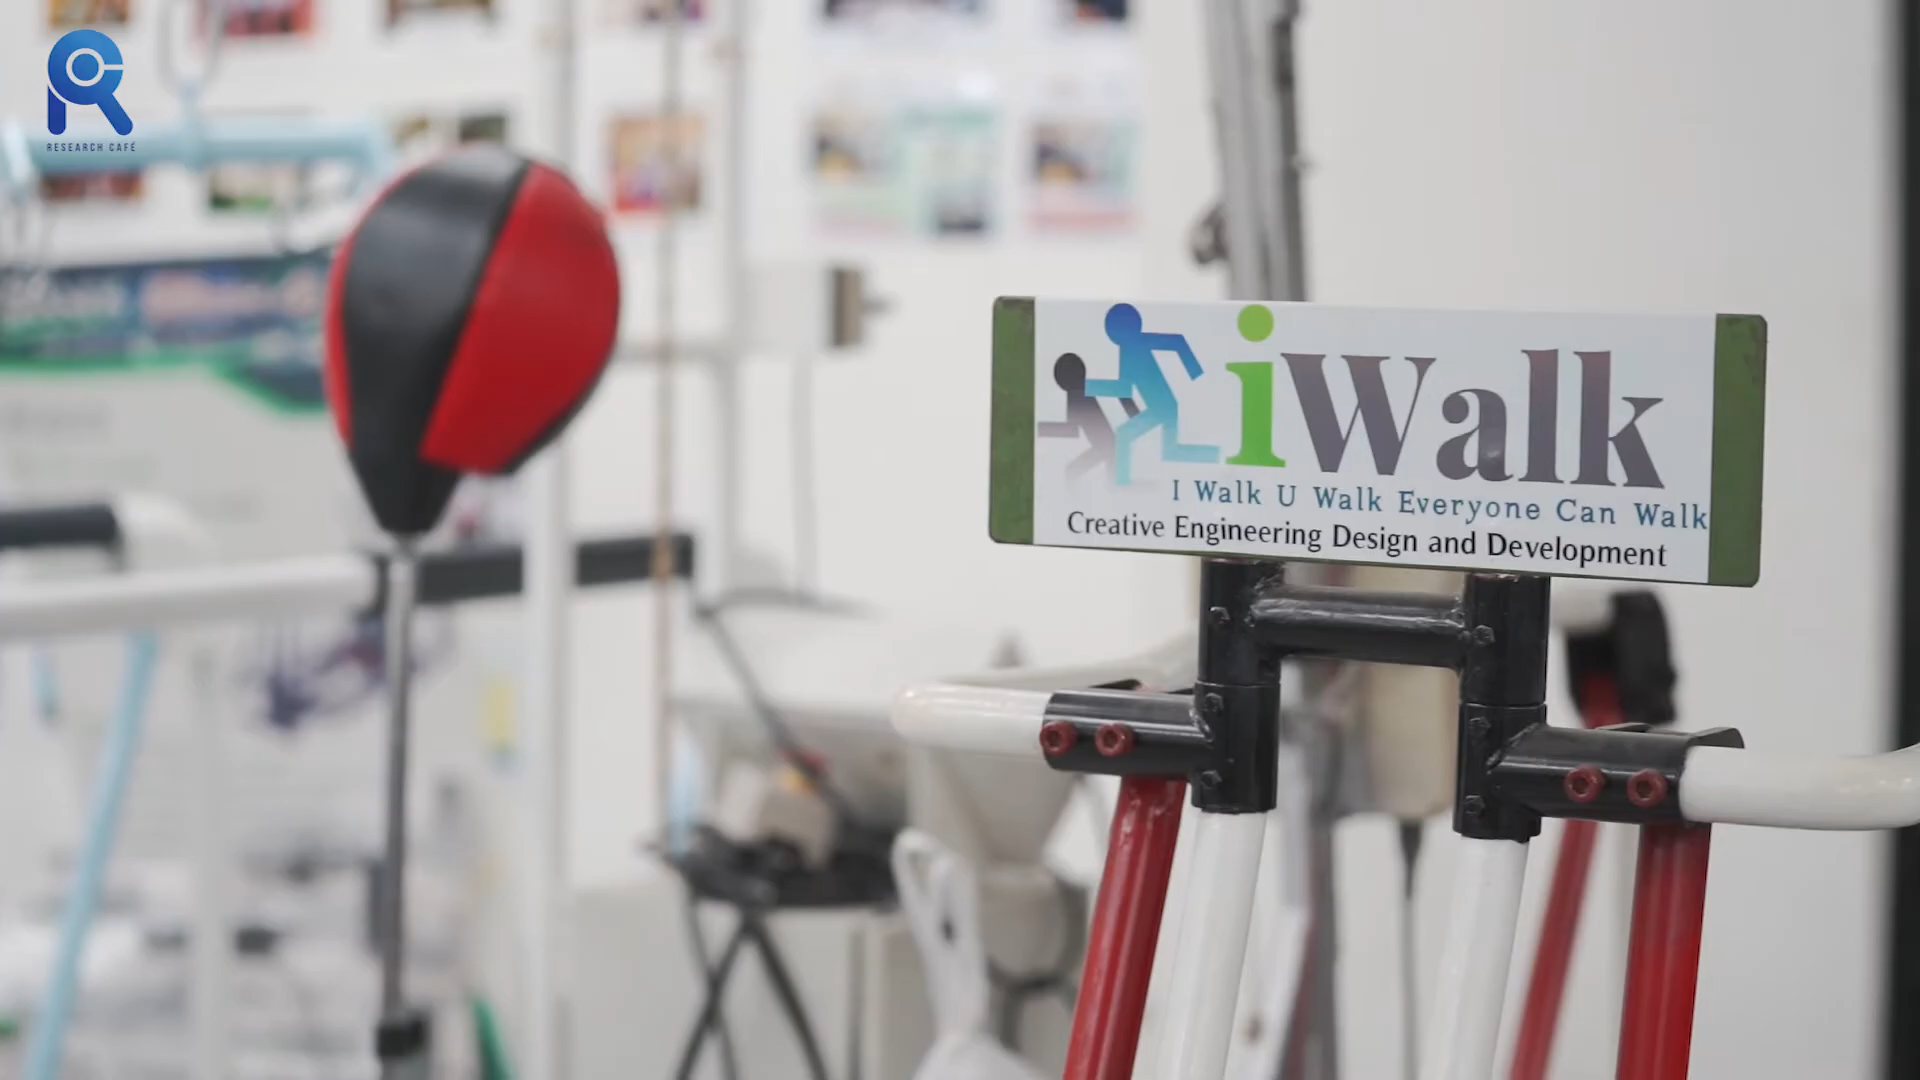 RESEARCH CAFÉ
iWalk
I Walk U Walk Everyone Can Walk
Creative Engineering Design and Development